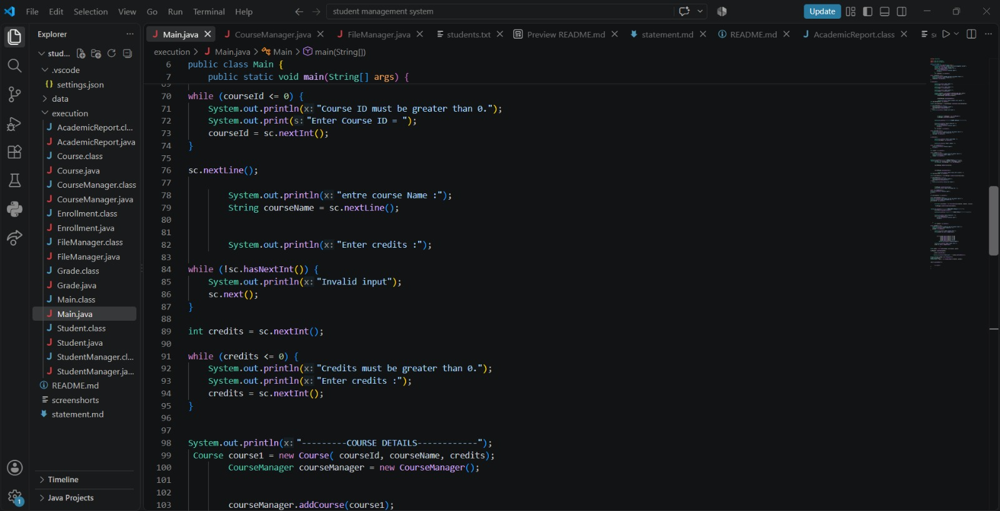 File Edit Selection View Go Run Terminal Help
student management system
Update
Explorer
Main.java
CourseManager.java
FileManager.java
students.txt
Preview README.md
statement.md
README.md
AcademicReport.class
execution > Main.java > Main > main(String[])
stud...
.vscode
settings.json
data
execution
AcademicReport.cl...
AcademicReport.java
Course.class
Course.java
CourseManager.class
CourseManager.java
Enrollment.class
Enrollment.java
FileManager.class
FileManager.java
Grade.class
Grade.java
Main.class
Main.java
Student.class
Student.java
StudentManager.cl...
StudentManager.ja...
README.md
screenshorts
statement.md
Timeline
Java Projects
1
6 public class Main {
7 public static void main(String[] args) {
69
70 while (courseId <= 0) {
71 System.out.println(x: "Course ID must be greater than 0.");
72 System.out.print(s: "Enter Course ID = ");
73 courseId = sc.nextInt();
74 }
75
76 sc.nextLine();
77
78 System.out.println(x: "entre course Name :");
79 String courseName = sc.nextLine();
80
81
82 System.out.println(x: "Enter credits :");
83
84 while (!sc.hasNextInt()) {
85 System.out.println(x: "Invalid input");
86 sc.next();
87 }
88
89 int credits = sc.nextInt();
90
91 while (credits <= 0) {
92 System.out.println(x: "Credits must be greater than 0.");
93 System.out.println(x: "Enter credits :");
94 credits = sc.nextInt();
95 }
96
97
98 System.out.println(x: "---------COURSE DETAILS------------");
99 Course course1 = new Course( courseId, courseName, credits);
100 CourseManager courseManager = new CourseManager();
101
102
103 courseManager.addCourse(course1);